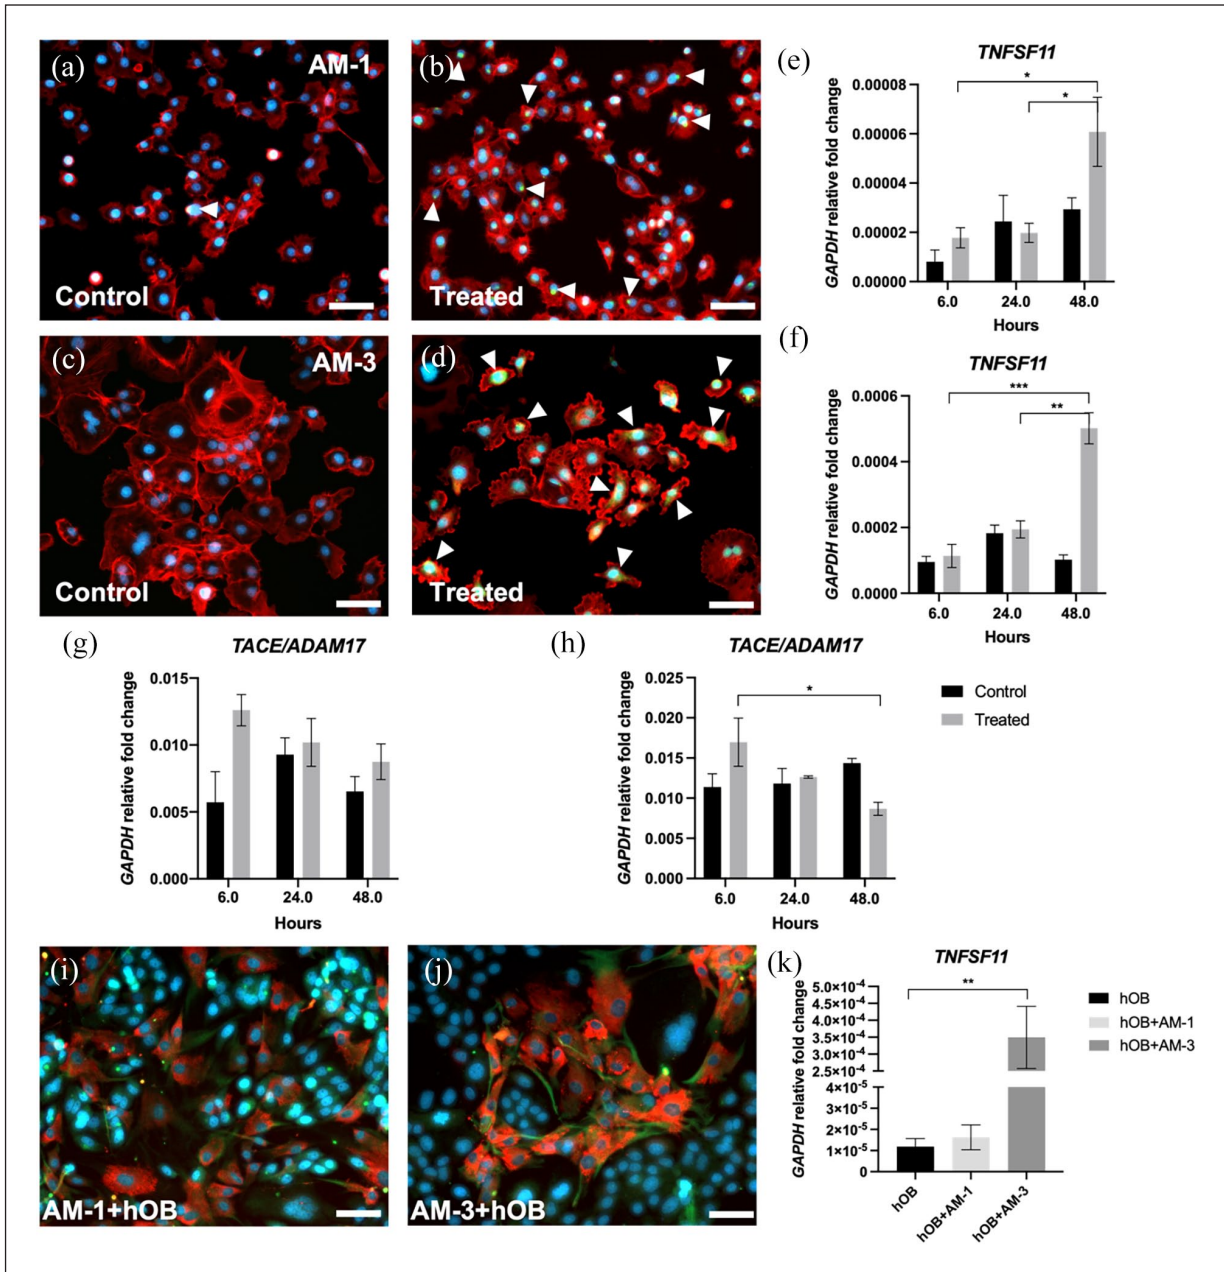 (a)
AM-1
Control
(b)
Treated
(e)
TNFSF11
GAPDH relative fold change
0.00008
0.00006
0.00004
0.00002
0.00000
*
*
6.0 24.0 48.0
Hours
(c)
AM-3
Control
(d)
Treated
(f)
TNFSF11
GAPDH relative fold change
0.0006
0.0004
0.0002
0.0000
***
**
6.0 24.0 48.0
Hours
(g)
TACE/ADAM17
GAPDH relative fold change
0.015
0.010
0.005
0.000
6.0 24.0 48.0
Hours
(h)
TACE/ADAM17
GAPDH relative fold change
0.025
0.020
0.015
0.010
0.005
0.000
*
6.0 24.0 48.0
Hours
Control
Treated
(i)
AM-1+hOB
(j)
AM-3+hOB
(k)
TNFSF11
GAPDH relative fold change
5.0×10⁻⁴
4.5×10⁻⁴
4.0×10⁻⁴
3.5×10⁻⁴
3.0×10⁻⁴
2.5×10⁻⁴
4×10⁻⁵
3×10⁻⁵
2×10⁻⁵
1×10⁻⁵
0
**
hOB
hOB+AM-1
hOB+AM-3
hOB
hOB+AM-1
hOB+AM-3